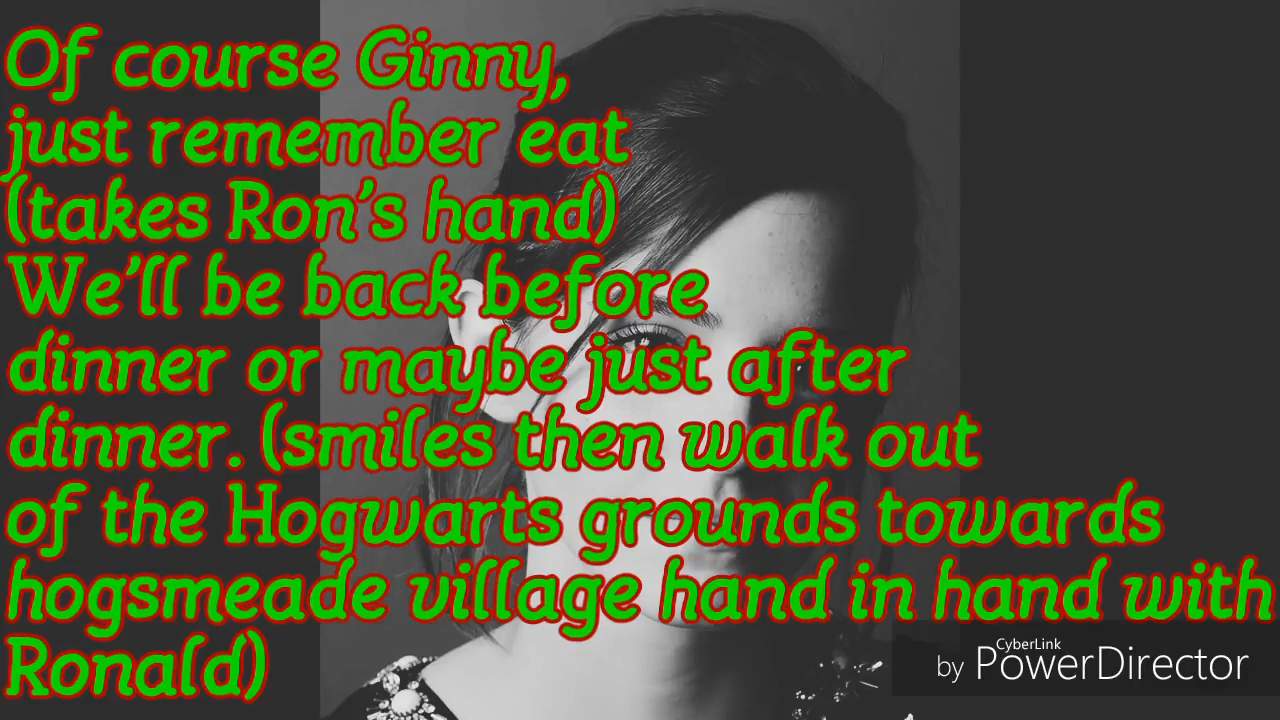 Of course Ginny,
just remember eat
(takes Ron's hand)
We'll be back before
dinner or maybe just after
dinner. (smiles then walk out
of the Hogwarts grounds towards
hogsmeade village hand in hand with
Ronald)
CyberLink
by PowerDirector